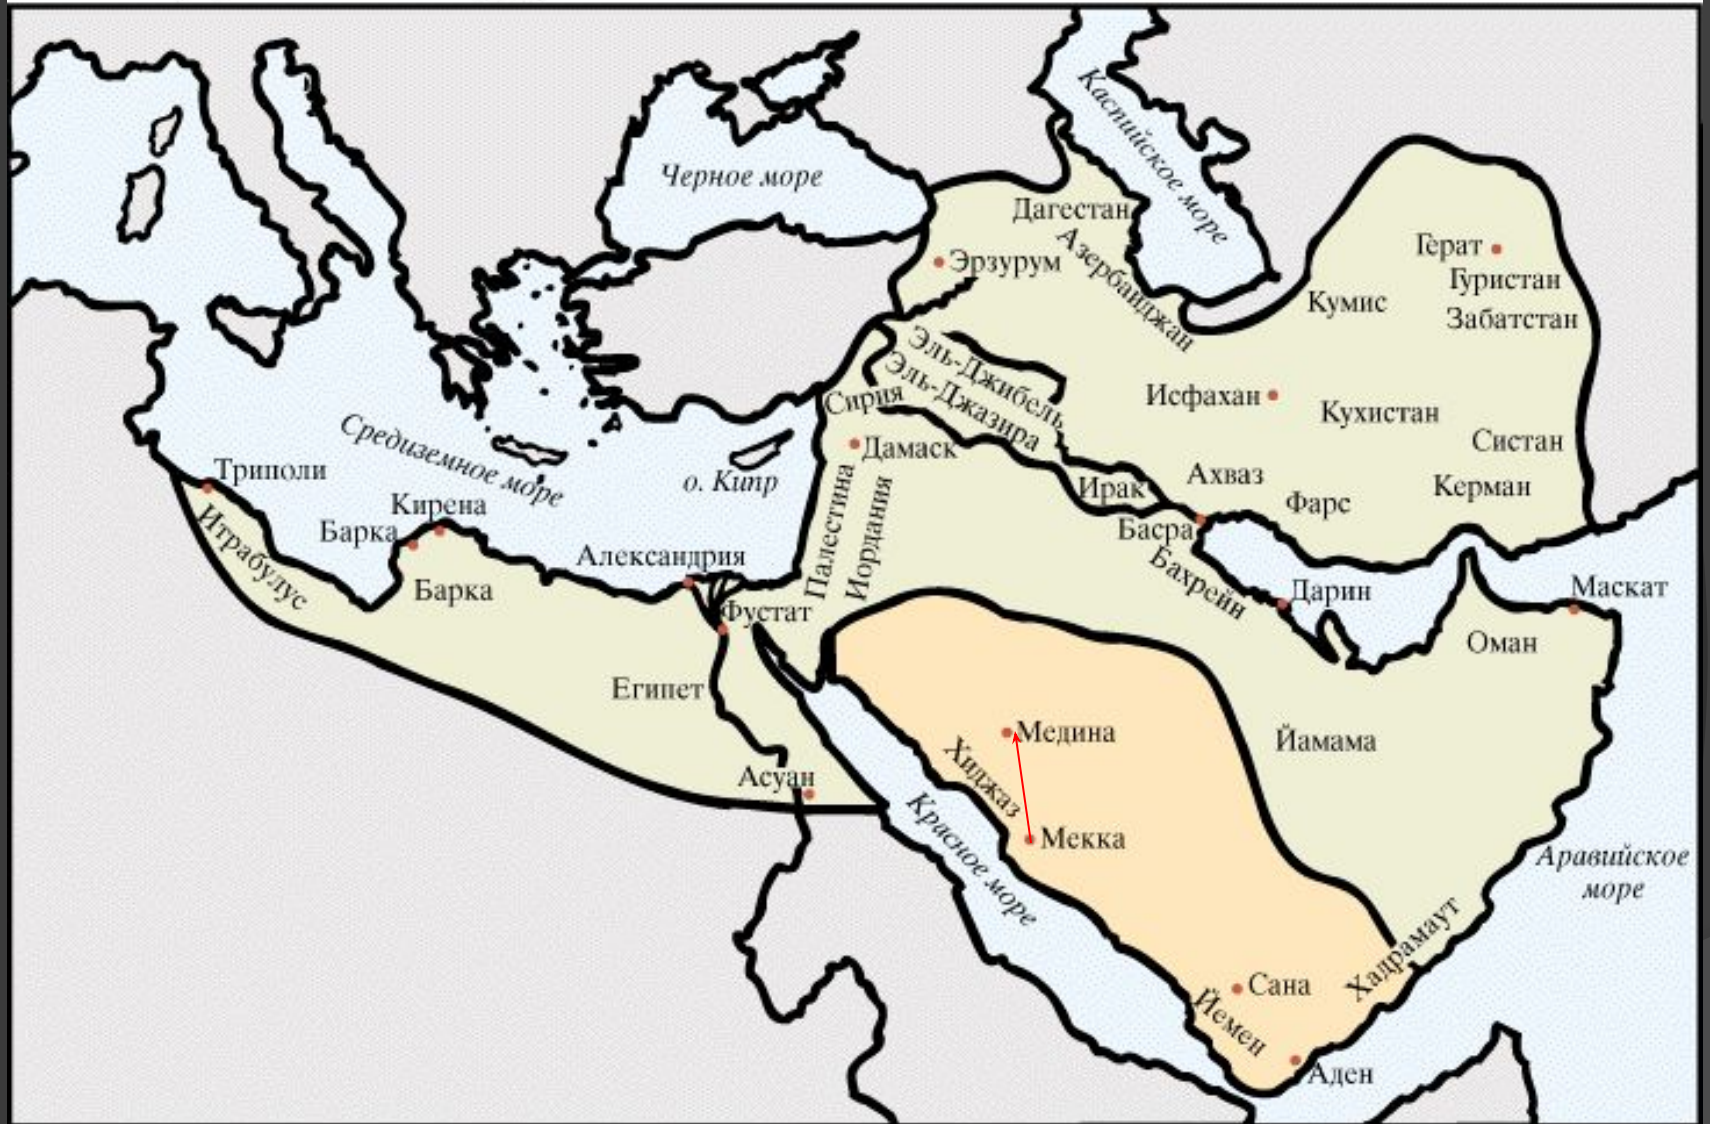 Каспийское море
Черное море
Дагестан
Азербайджан
Эрзурум
Герат
Гуристан
Забатстан
Кумис
Эль-Джибель
Эль-Джазира
Сирия
Исфахан
Кухистан
Систан
Средиземное море
Дамаск
о. Кипр
Триполи
Итрабулус
Кирена
Барка
Барка
Александрия
Фустат
Палестина
Иордания
Ирак
Ахваз
Фарс
Керман
Басра
Бахрейн
Дарин
Маскат
Оман
Египет
Асуан
Медина
Хиджаз
Мекка
Йамама
Красное море
Аравийское
море
Хадрамаут
Сана
Йемен
Аден